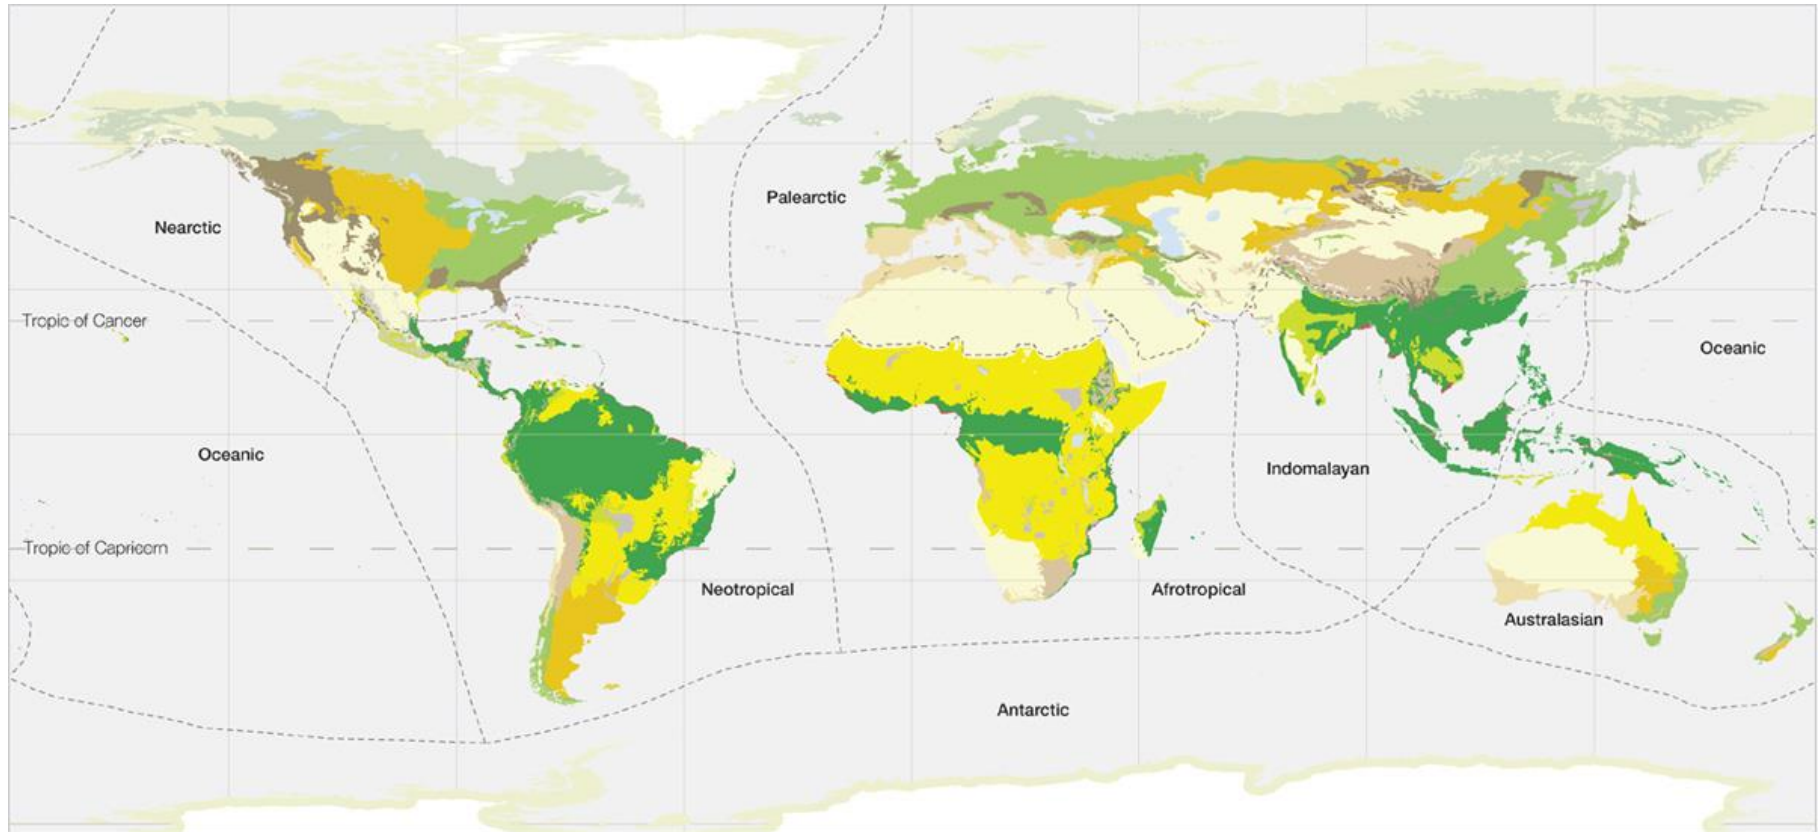 Palearctic
Nearctic
Tropic of Cancer
Oceanic
Oceanic
Indomalayan
Tropic of Capricorn
Neotropical
Afrotropical
Australasian
Antarctic